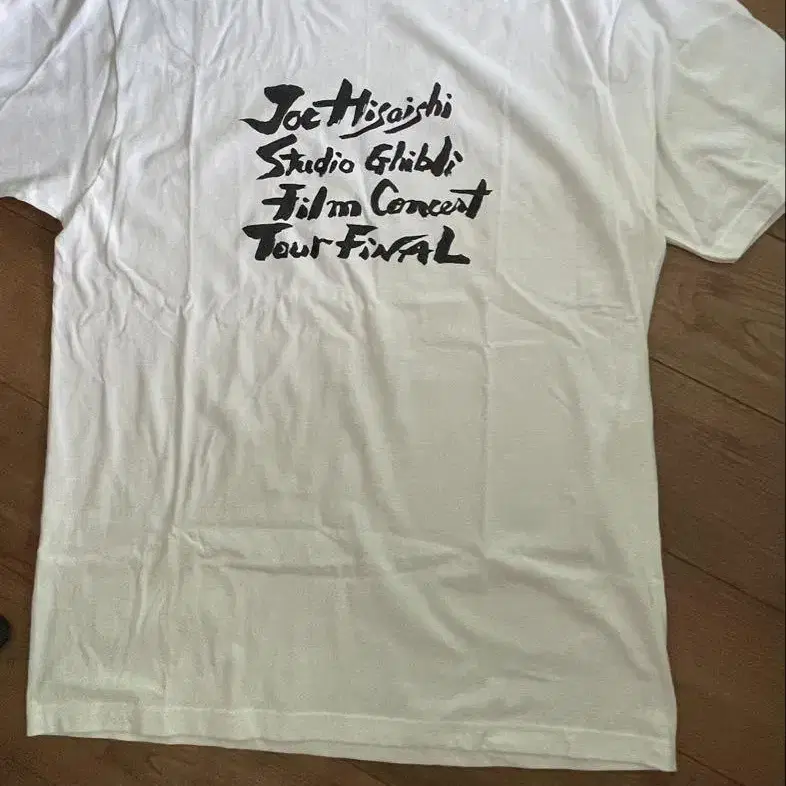 Joe Hisaishi
Studio Ghibli
Film Concert
Tour FiNAL